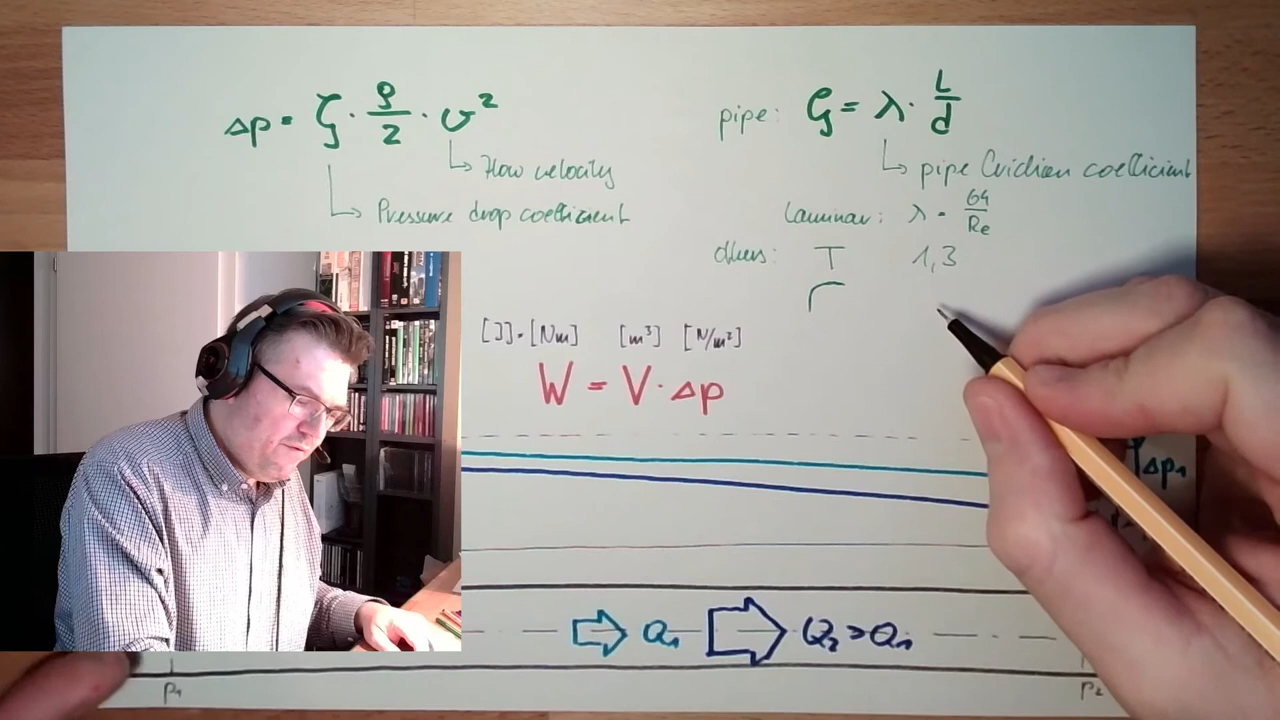 Δp = ζ · ρ/2 · v²
↳ Flow velocity
↳ Pressure drop coefficient
pipe: ζ = λ · L/d
↳ pipe friction coefficient
laminar: λ = 64/Re
others: T 1,3
[J] = [Nm] [m³] [N/m²]
W = V · Δp
Δp₁
Q₁ Q₂ > Q₁
p₁ p₂